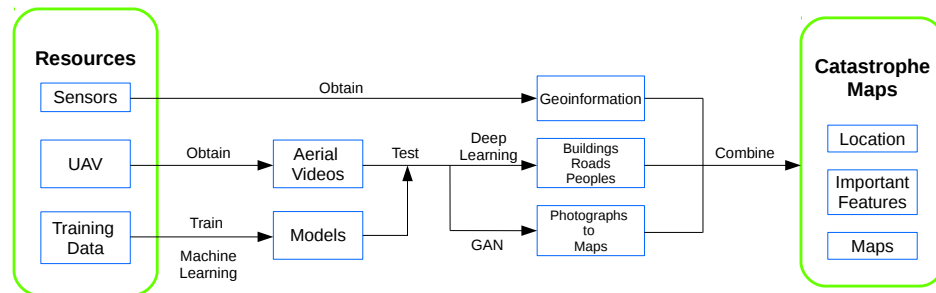 Resources
Sensors
UAV
Training
Data
Obtain
Obtain
Train
Machine
Learning
Aerial
Videos
Models
Test
Deep
Learning
GAN
Geoinformation
Buildings
Roads
Peoples
Photographs
to
Maps
Combine
Catastrophe
Maps
Location
Important
Features
Maps